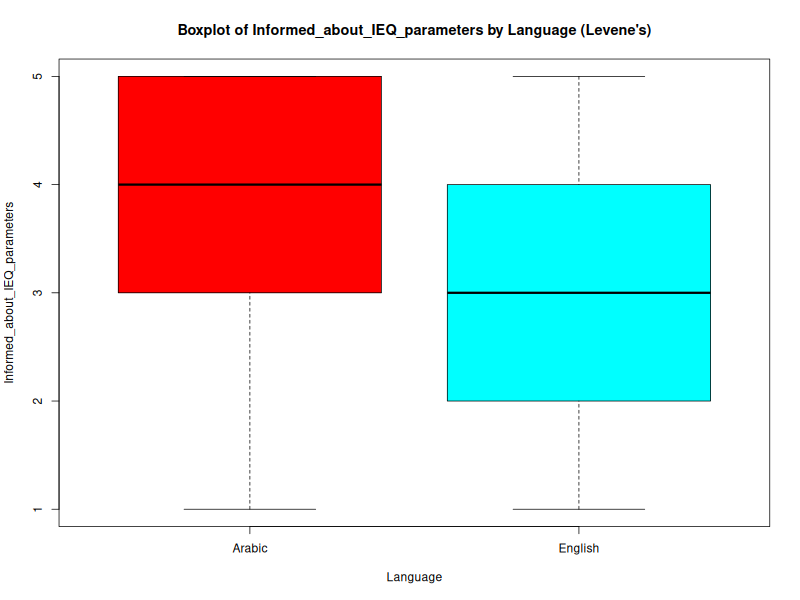 Boxplot of Informed_about_IEQ_parameters by Language (Levene's)
Informed_about_IEQ_parameters
5
4
3
2
1
Arabic
English
Language